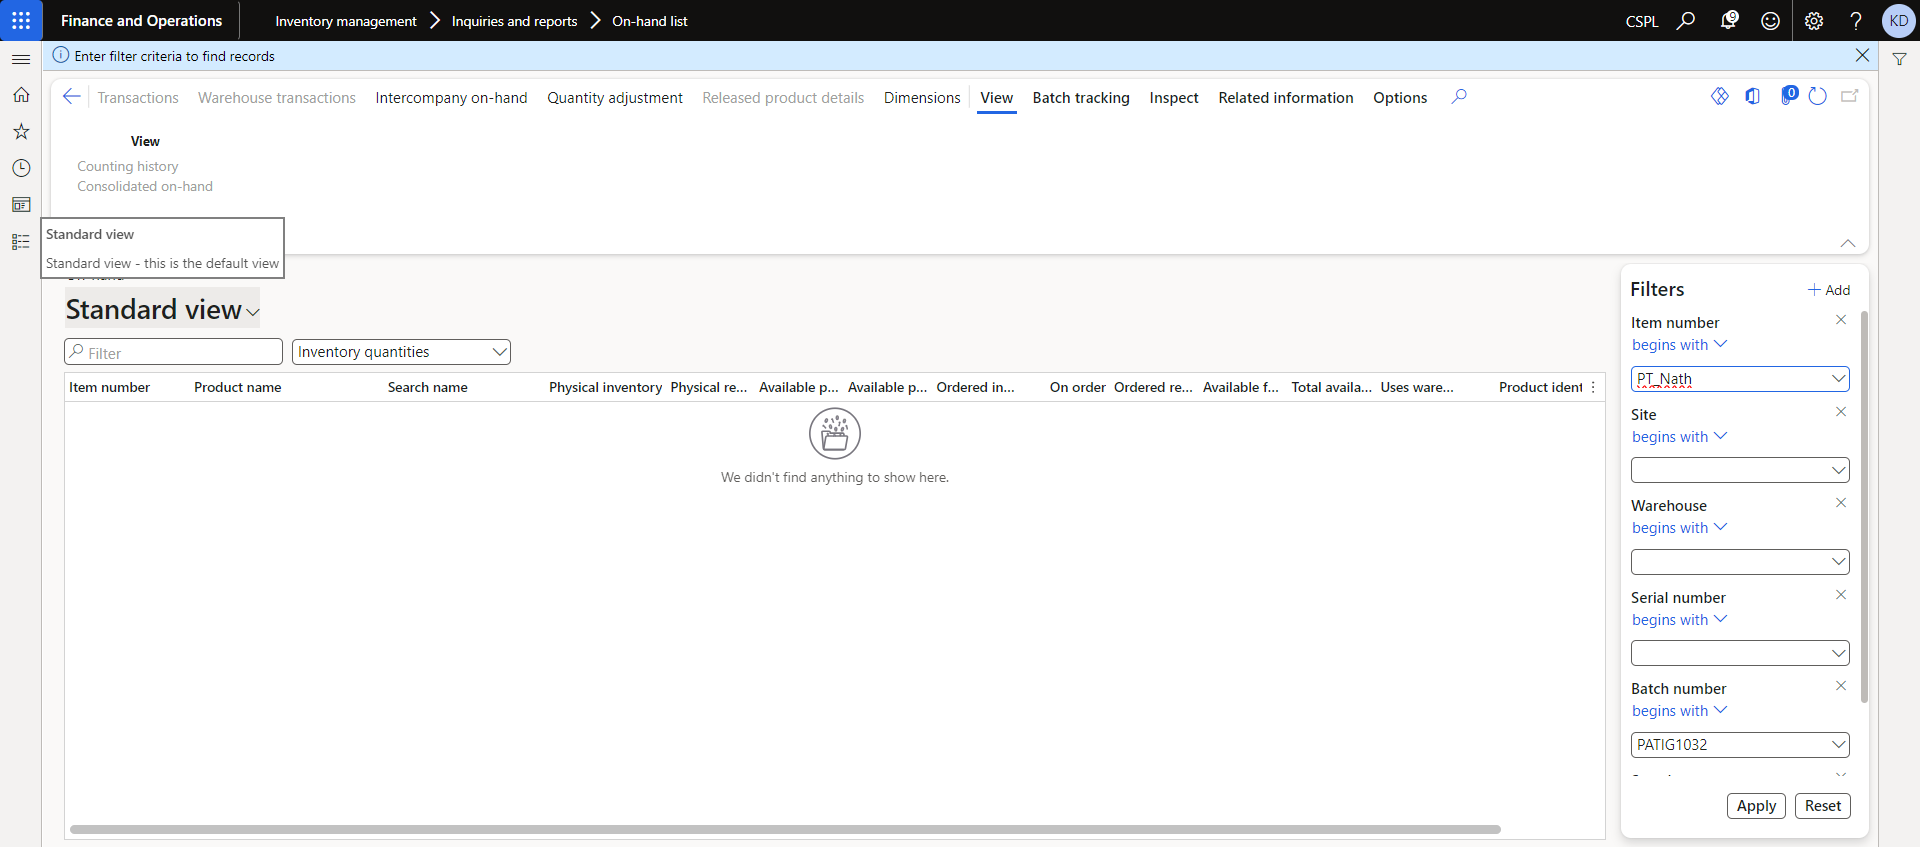 Finance and Operations
Inventory management
Inquiries and reports
On-hand list
CSPL
9
KD
Enter filter criteria to find records
Transactions
Warehouse transactions
Intercompany on-hand
Quantity adjustment
Released product details
Dimensions
View
Batch tracking
Inspect
Related information
Options
0
View
Counting history
Consolidated on-hand
Standard view
Standard view - this is the default view
Standard view
Filter
Inventory quantities
Item number
Product name
Search name
Physical inventory
Physical re...
Available p...
Available p...
Ordered in...
On order
Ordered re...
Available f...
Total availa...
Uses ware...
Product ident
We didn't find anything to show here.
Filters
+ Add
Item number
begins with
PT_Nath
Site
begins with
Warehouse
begins with
Serial number
begins with
Batch number
begins with
PATIG1032
Apply
Reset